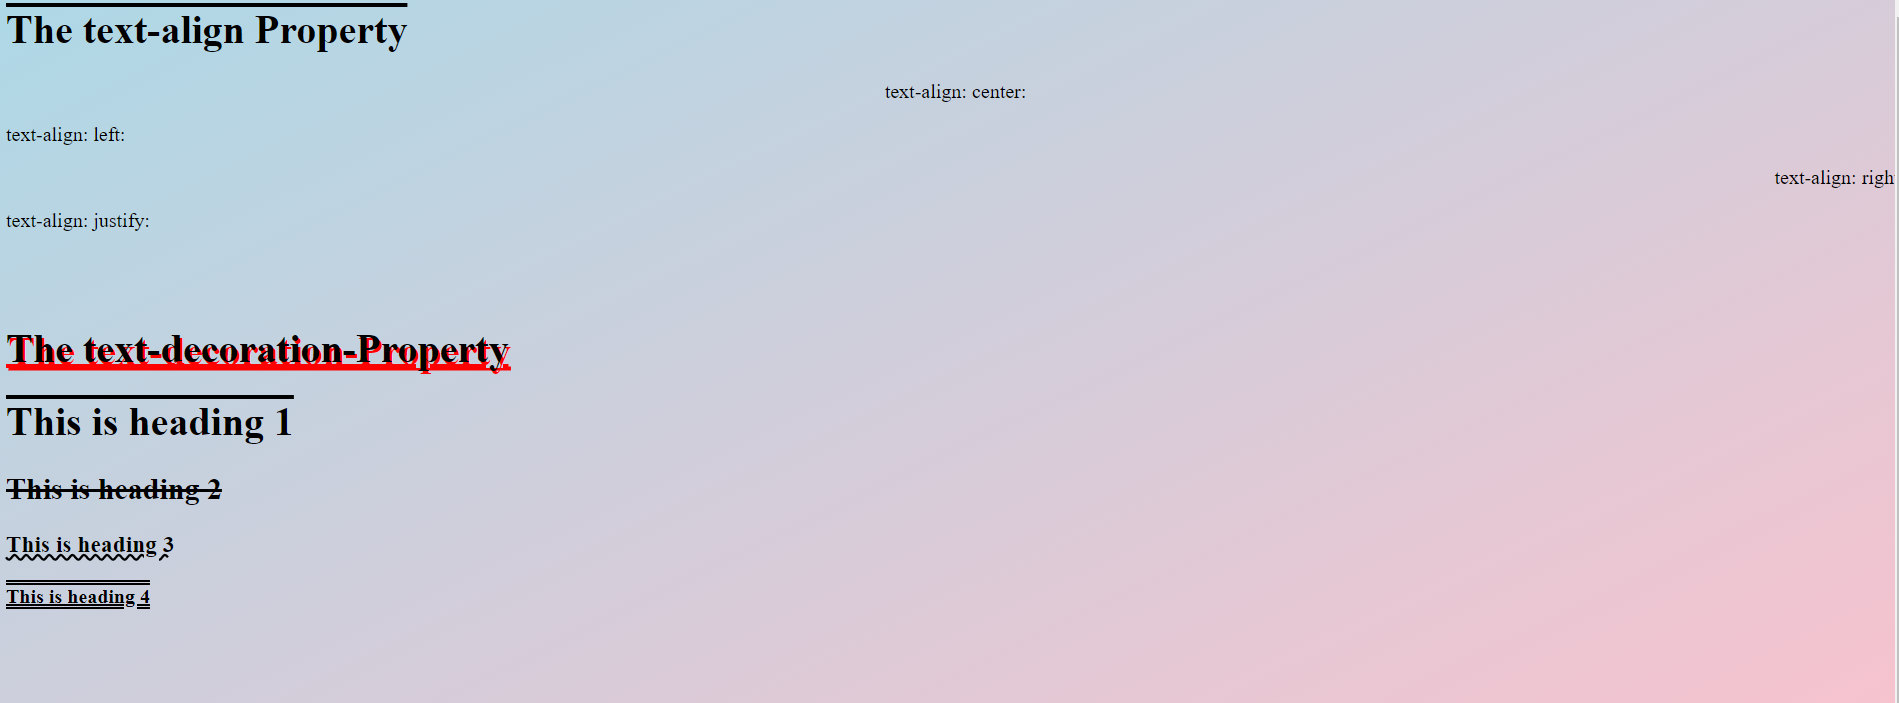 The text-align Property
text-align: center:
text-align: left:
text-align: righ
text-align: justify:
The text-decoration-Property
This is heading 1
This is heading 2
This is heading 3
This is heading 4